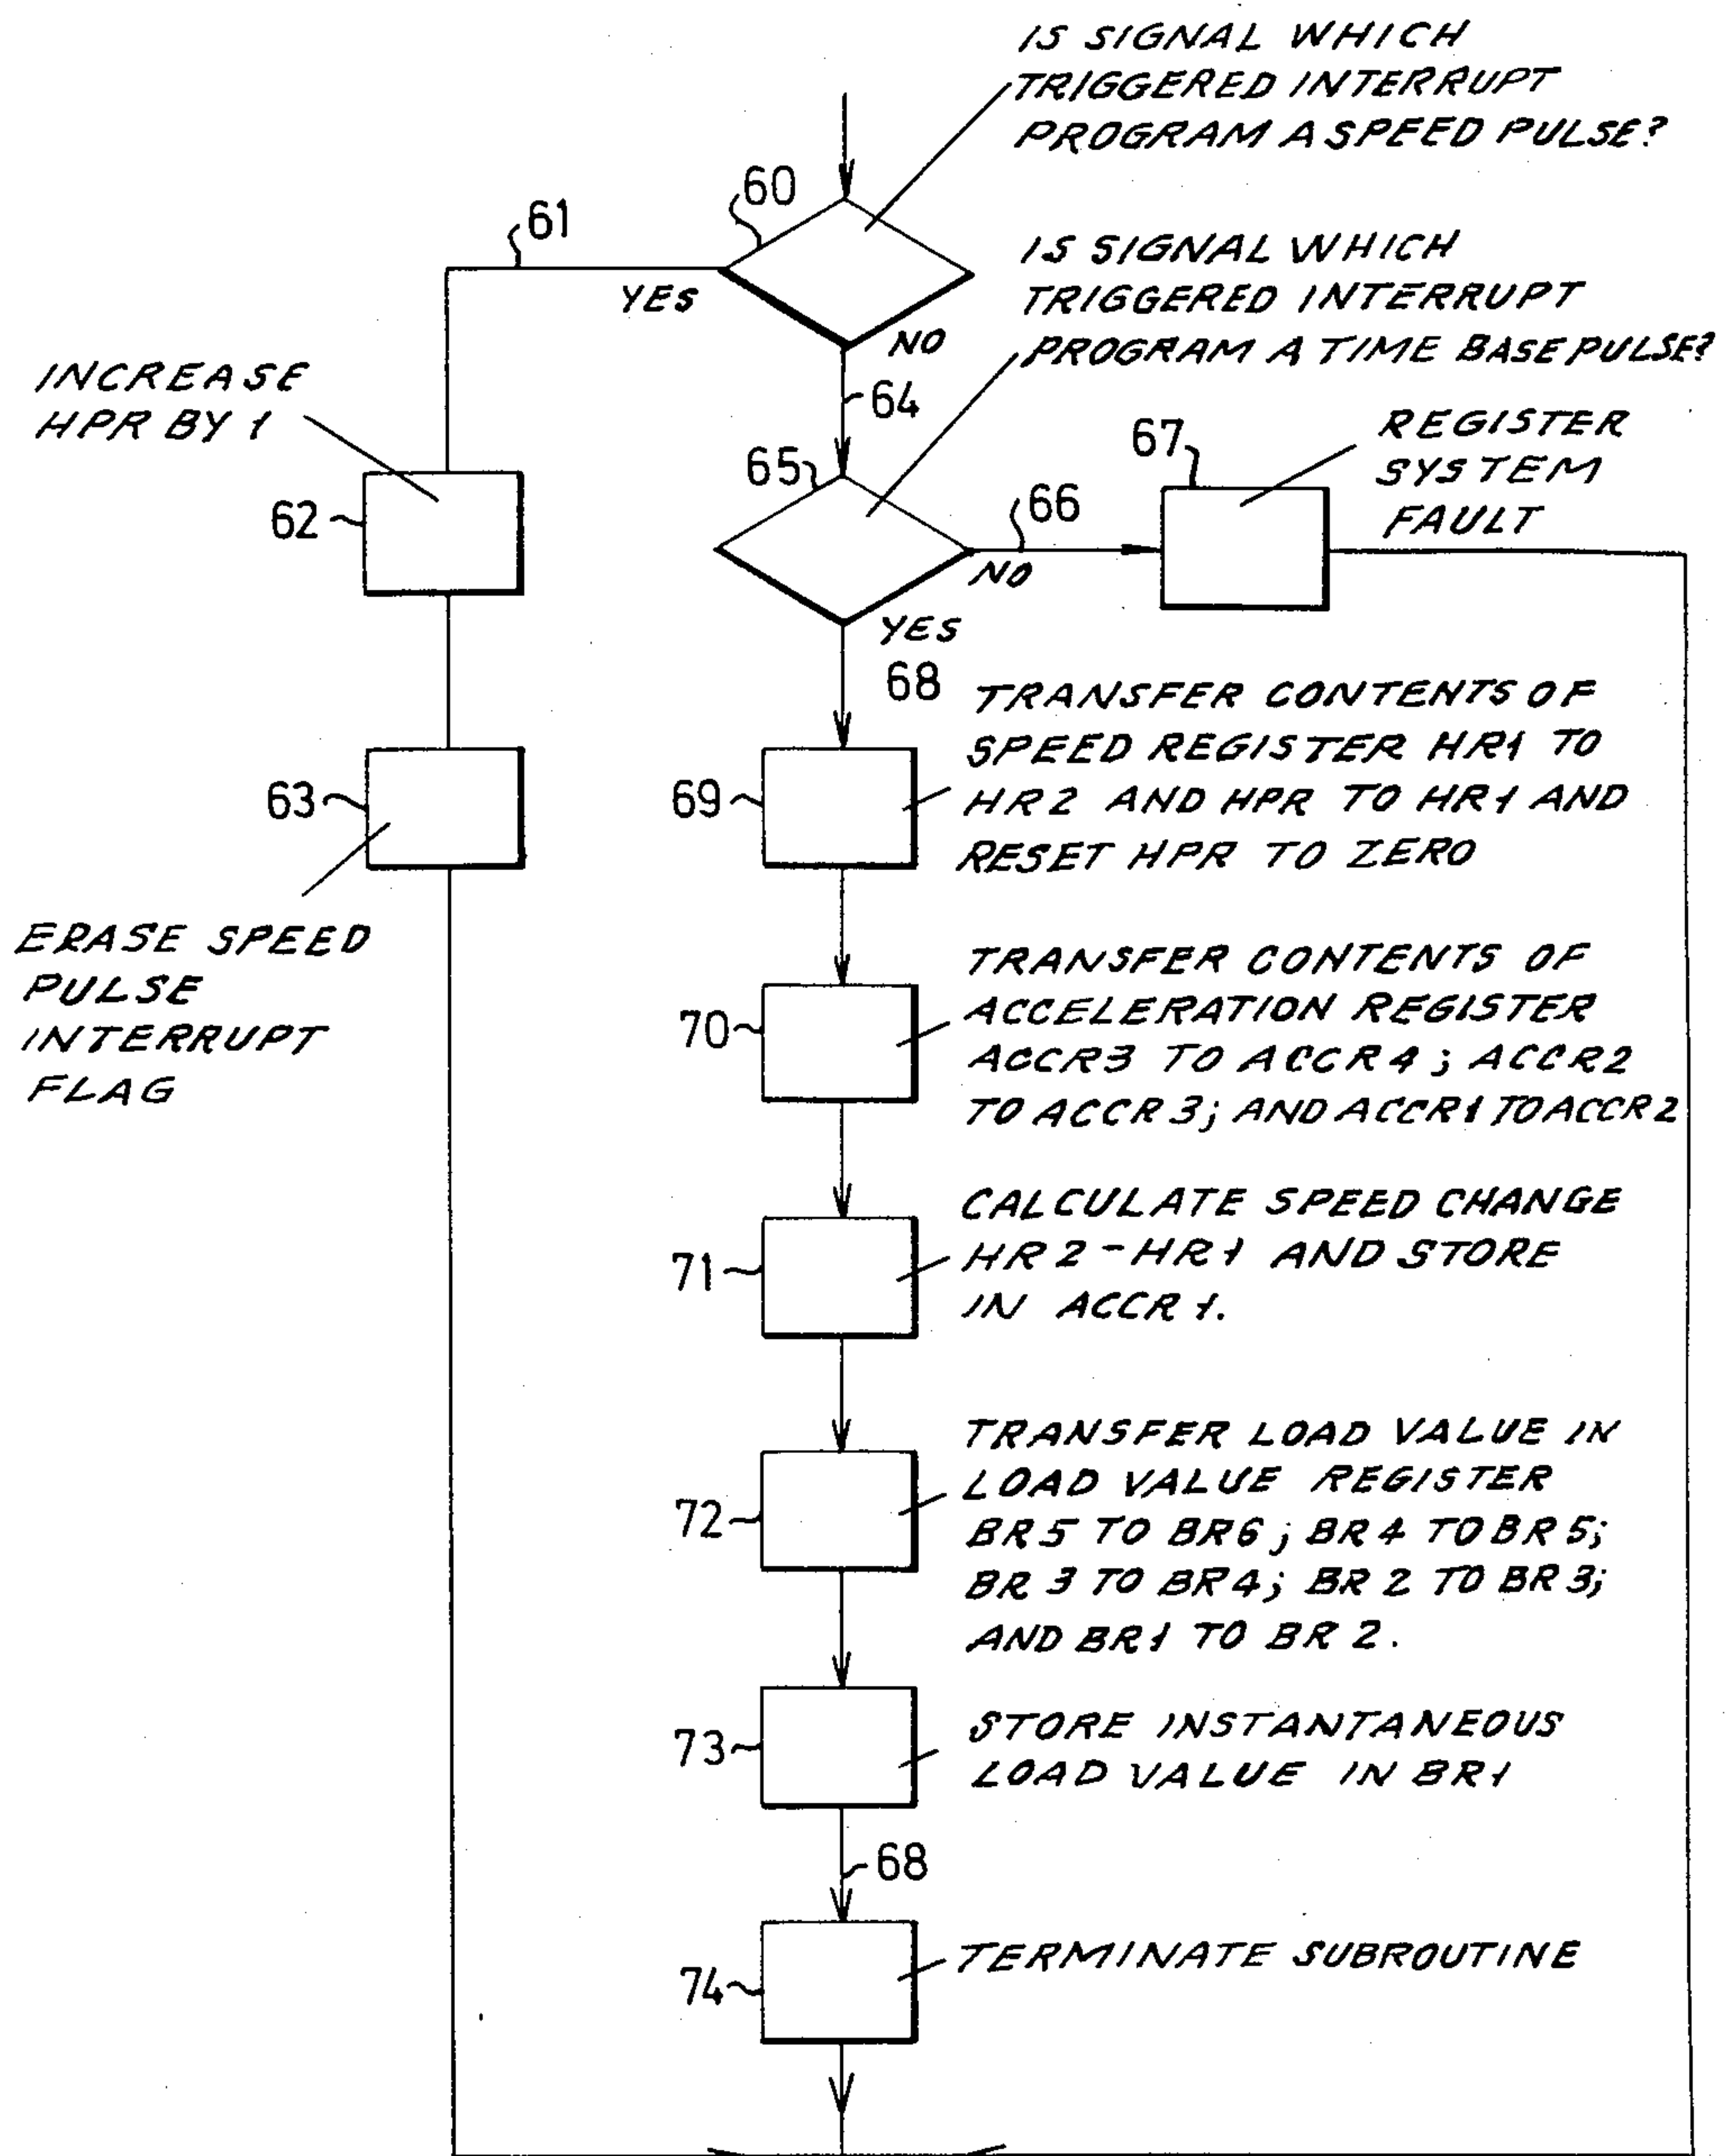 IS SIGNAL WHICH
TRIGGERED INTERRUPT
PROGRAM A SPEED PULSE?
60
61
YES
NO
IS SIGNAL WHICH
TRIGGERED INTERRUPT
PROGRAM A TIME BASE PULSE?
64
INCREASE
HPR BY 1
62
65
66
NO
YES
67
REGISTER
SYSTEM
FAULT
68
TRANSFER CONTENTS OF
SPEED REGISTER HR1 TO
HR2 AND HPR TO HR1 AND
RESET HPR TO ZERO
69
63
ERASE SPEED
PULSE
INTERRUPT
FLAG
70
TRANSFER CONTENTS OF
ACCELERATION REGISTER
ACCR3 TO ACCR4; ACCR2
TO ACCR3; AND ACCR1 TO ACCR2
71
CALCULATE SPEED CHANGE
HR2-HR1 AND STORE
IN ACCR1.
72
TRANSFER LOAD VALUE IN
LOAD VALUE REGISTER
BR5 TO BR6; BR4 TO BR5;
BR3 TO BR4; BR2 TO BR3;
AND BR1 TO BR2.
73
STORE INSTANTANEOUS
LOAD VALUE IN BR1
68
74
TERMINATE SUBROUTINE